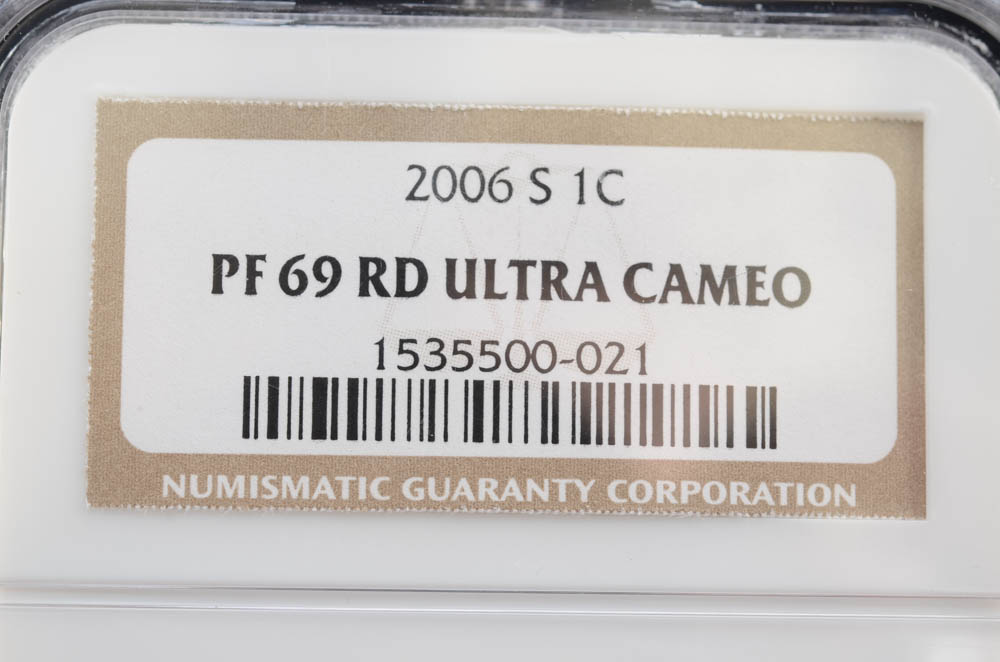 2006 S 1C
PF 69 RD ULTRA CAMEO
1535500-021
NUMISMATIC GUARANTY CORPORATION